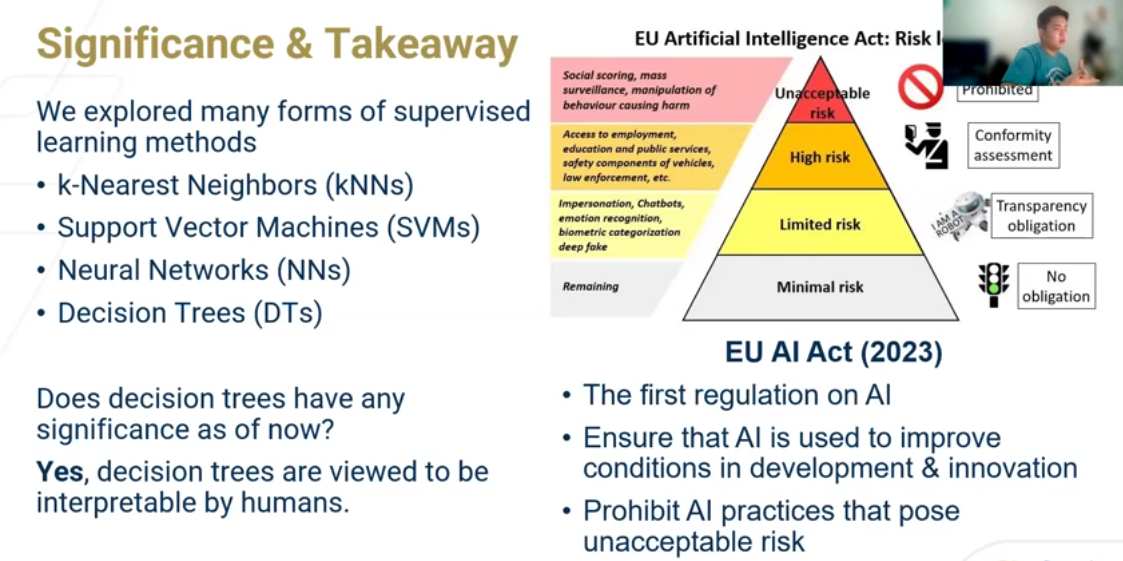 Significance & Takeaway
We explored many forms of supervised
learning methods
• k-Nearest Neighbors (kNNs)
• Support Vector Machines (SVMs)
• Neural Networks (NNs)
• Decision Trees (DTs)
Does decision trees have any
significance as of now?
Yes, decision trees are viewed to be
interpretable by humans.
EU Artificial Intelligence Act: Risk
Social scoring, mass
surveillance, manipulation of
behaviour causing harm
Unacceptable
risk
Prohibited
Access to employment,
education and public services,
safety components of vehicles,
law enforcement, etc.
High risk
Conformity
assessment
Impersonation, Chatbots,
emotion recognition,
biometric categorization
deep fake
Limited risk
I AM A
ROBOT
Transparency
obligation
Remaining
Minimal risk
No
obligation
EU AI Act (2023)
• The first regulation on AI
• Ensure that AI is used to improve
conditions in development & innovation
• Prohibit AI practices that pose
unacceptable risk